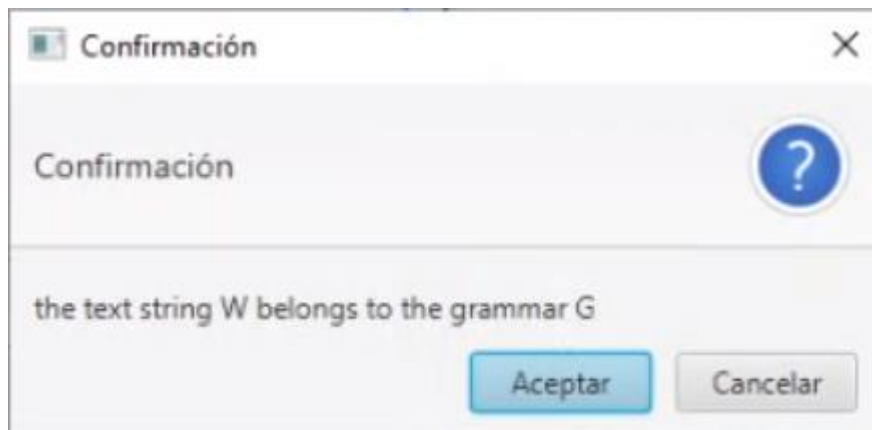 Confirmación
Confirmación
?
the text string W belongs to the grammar G
Aceptar Cancelar